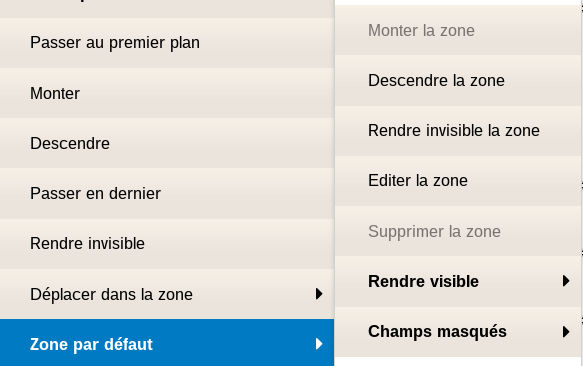 Passer au premier plan
Monter
Descendre
Passer en dernier
Rendre invisible
Déplacer dans la zone
Zone par défaut
Monter la zone
Descendre la zone
Rendre invisible la zone
Editer la zone
Supprimer la zone
Rendre visible
Champs masqués